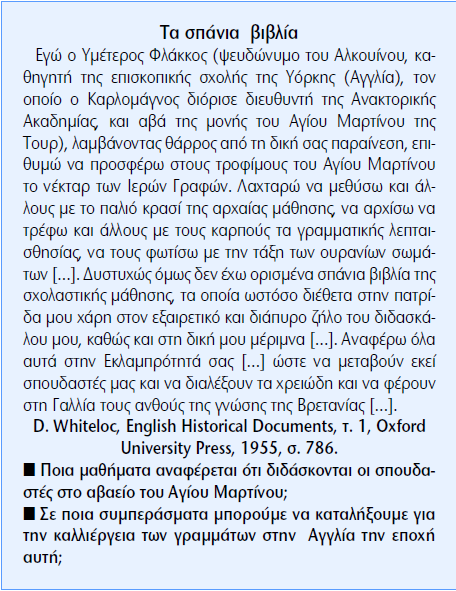 Τα σπάνια βιβλία
Εγώ ο Υμέτερος Φλάκκος (ψευδώνυμο του Αλκουίνου, κα-
θηγητή της επισκοπικής σχολής της Υόρκης (Αγγλία), τον
οποίο ο Καρλομάγνος διόρισε διευθυντή της Ανακτορικής
Ακαδημίας, και αβά της μονής του Αγίου Μαρτίνου της
Τουρ), λαμβάνοντας θάρρος από τη δική σας παραίνεση, επι-
θυμώ να προσφέρω στους τροφίμους του Αγίου Μαρτίνου
το νέκταρ των Ιερών Γραφών. Λαχταρώ να μεθύσω και άλ-
λους με το παλιό κρασί της αρχαίας μάθησης, να αρχίσω να
τρέφω και άλλους με τους καρπούς τα γραμματικής λεπται-
σθησίας, να τους φωτίσω με την τάξη των ουρανίων σωμά-
των [...]. Δυστυχώς όμως δεν έχω ορισμένα σπάνια βιβλία της
σχολαστικής μάθησης, τα οποία ωστόσο διέθετα στην πατρί-
δα μου χάρη στον εξαιρετικό και διάπυρο ζήλο του διδασκά-
λου μου, καθώς και στη δική μου μέριμνα [...]. Αναφέρω όλα
αυτά στην Εκλαμπρότητά σας [...] ώστε να μεταβούν εκεί
σπουδαστές μας και να διαλέξουν τα χρειώδη και να φέρουν
στη Γαλλία τους ανθούς της γνώσης της Βρετανίας [...].
D. Whiteloc, English Historical Documents, τ. 1, Oxford
University Press, 1955, σ. 786.
■ Ποια μαθήματα αναφέρεται ότι διδάσκονται οι σπουδα-
στές στο αβαείο του Αγίου Μαρτίνου;
■ Σε ποια συμπεράσματα μπορούμε να καταλήξουμε για
την καλλιέργεια των γραμμάτων στην Αγγλία την εποχή
αυτή;